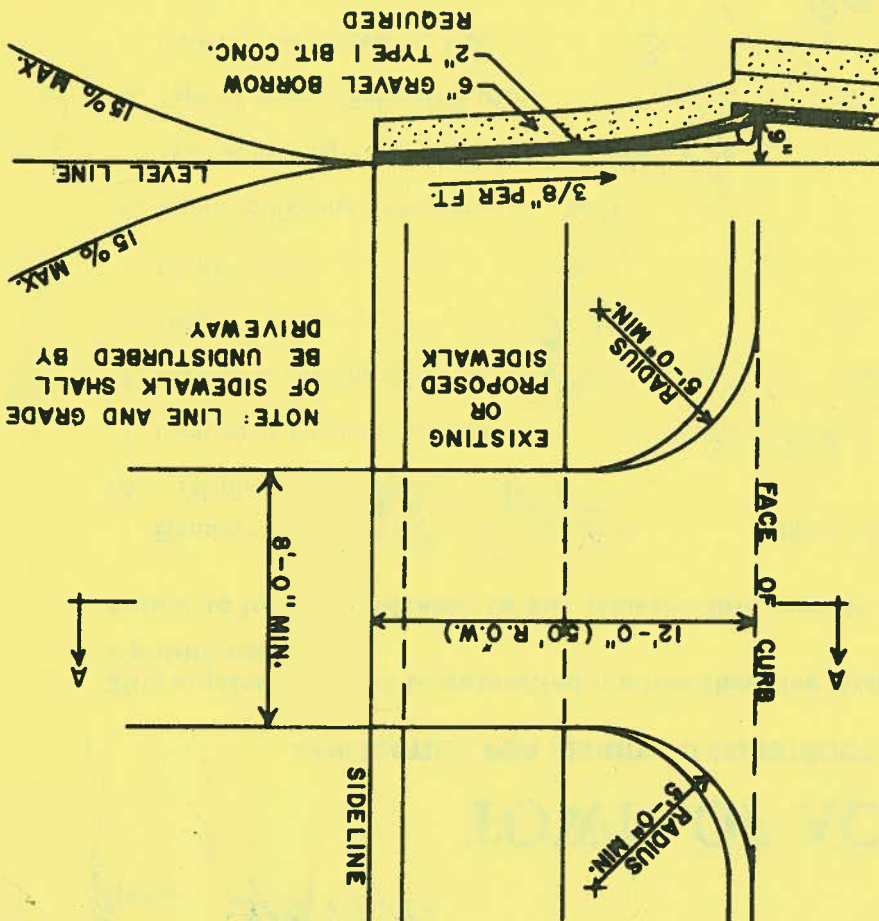 RADIUS
5'-0" MIN.
SIDELINE
12'-0" (50' R.O.W.)
A
A
8'-0" MIN.
FACE OF CURB
EXISTING
OR
PROPOSED
SIDEWALK
NOTE: LINE AND GRADE
OF SIDEWALK SHALL
BE UNDISTURBED BY
DRIVEWAY
RADIUS
5'-0" MIN.
15% MAX.
3/8" PER FT.
LEVEL LINE
15% MAX.
6" GRAVEL BORROW
2" TYPE I BIT. CONC.
REQUIRED